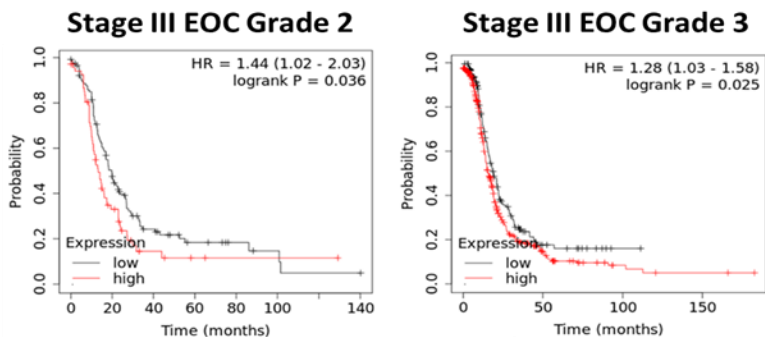 Stage III EOC Grade 2
HR = 1.44 (1.02 - 2.03)
logrank P = 0.036
Probability
1.0
0.8
0.6
0.4
0.2
0.0
Expression
low
high
0 20 40 60 80 100 140
Time (months)
Stage III EOC Grade 3
HR = 1.28 (1.03 - 1.58)
logrank P = 0.025
Probability
1.0
0.8
0.6
0.4
0.2
0.0
Expression
low
high
0 50 100 150
Time (months)